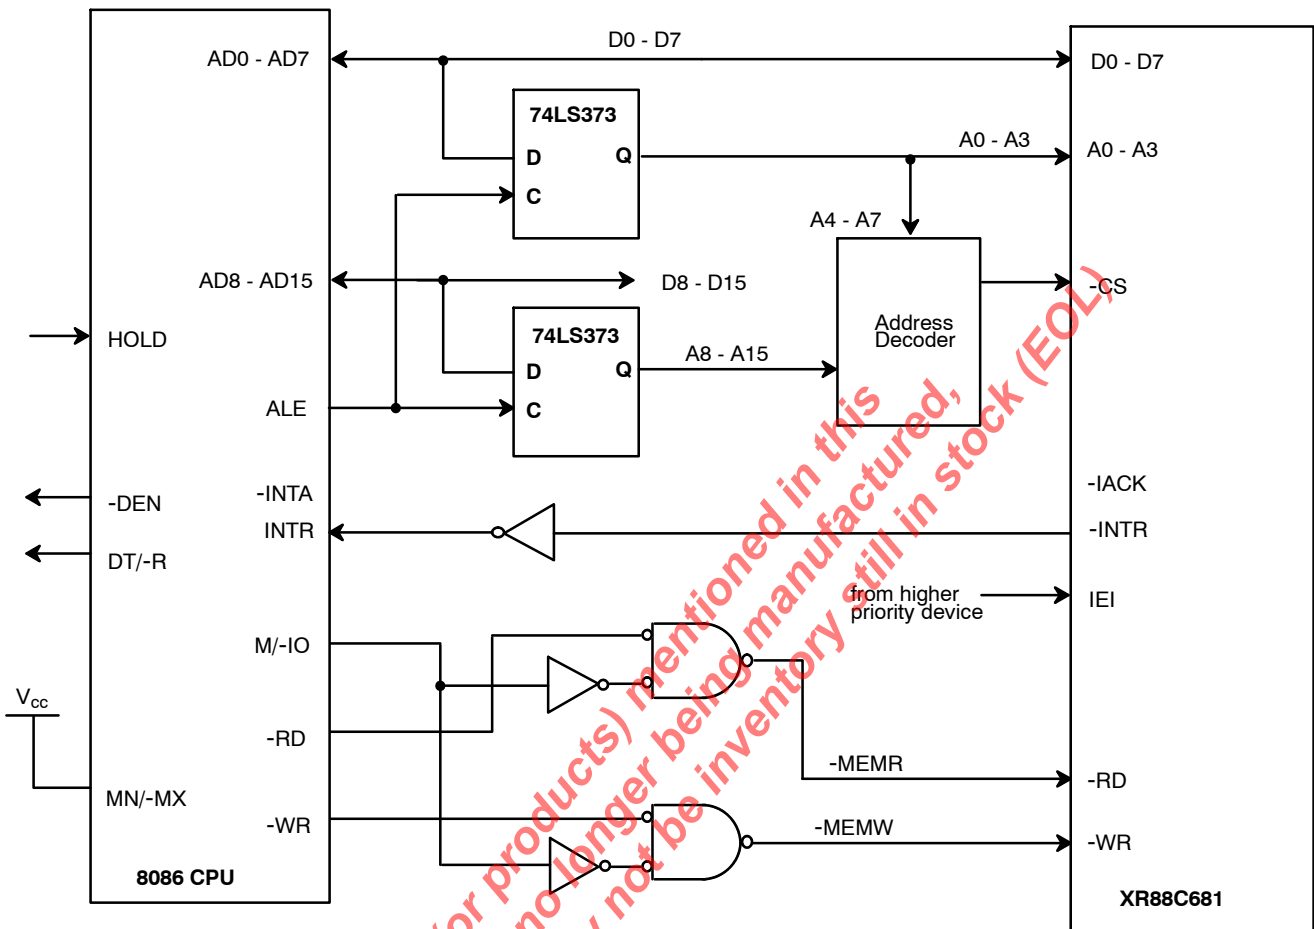 D0 - D7
AD0 - AD7
D0 - D7
74LS373
D
Q
C
A0 - A3
A0 - A3
A4 - A7
AD8 - AD15
D8 - D15
-CS
HOLD
74LS373
D
Q
C
A8 - A15
Address
Decoder
ALE
-DEN
-INTA
-IACK
INTR
-INTR
DT/-R
from higher
priority device
IEI
M/-IO
VCC
-RD
-MEMR
-RD
MN/-MX
-WR
-MEMW
-WR
8086 CPU
XR88C681
(or products) mentioned in this
no longer being manufactured,
not be inventory still in stock (EOL)